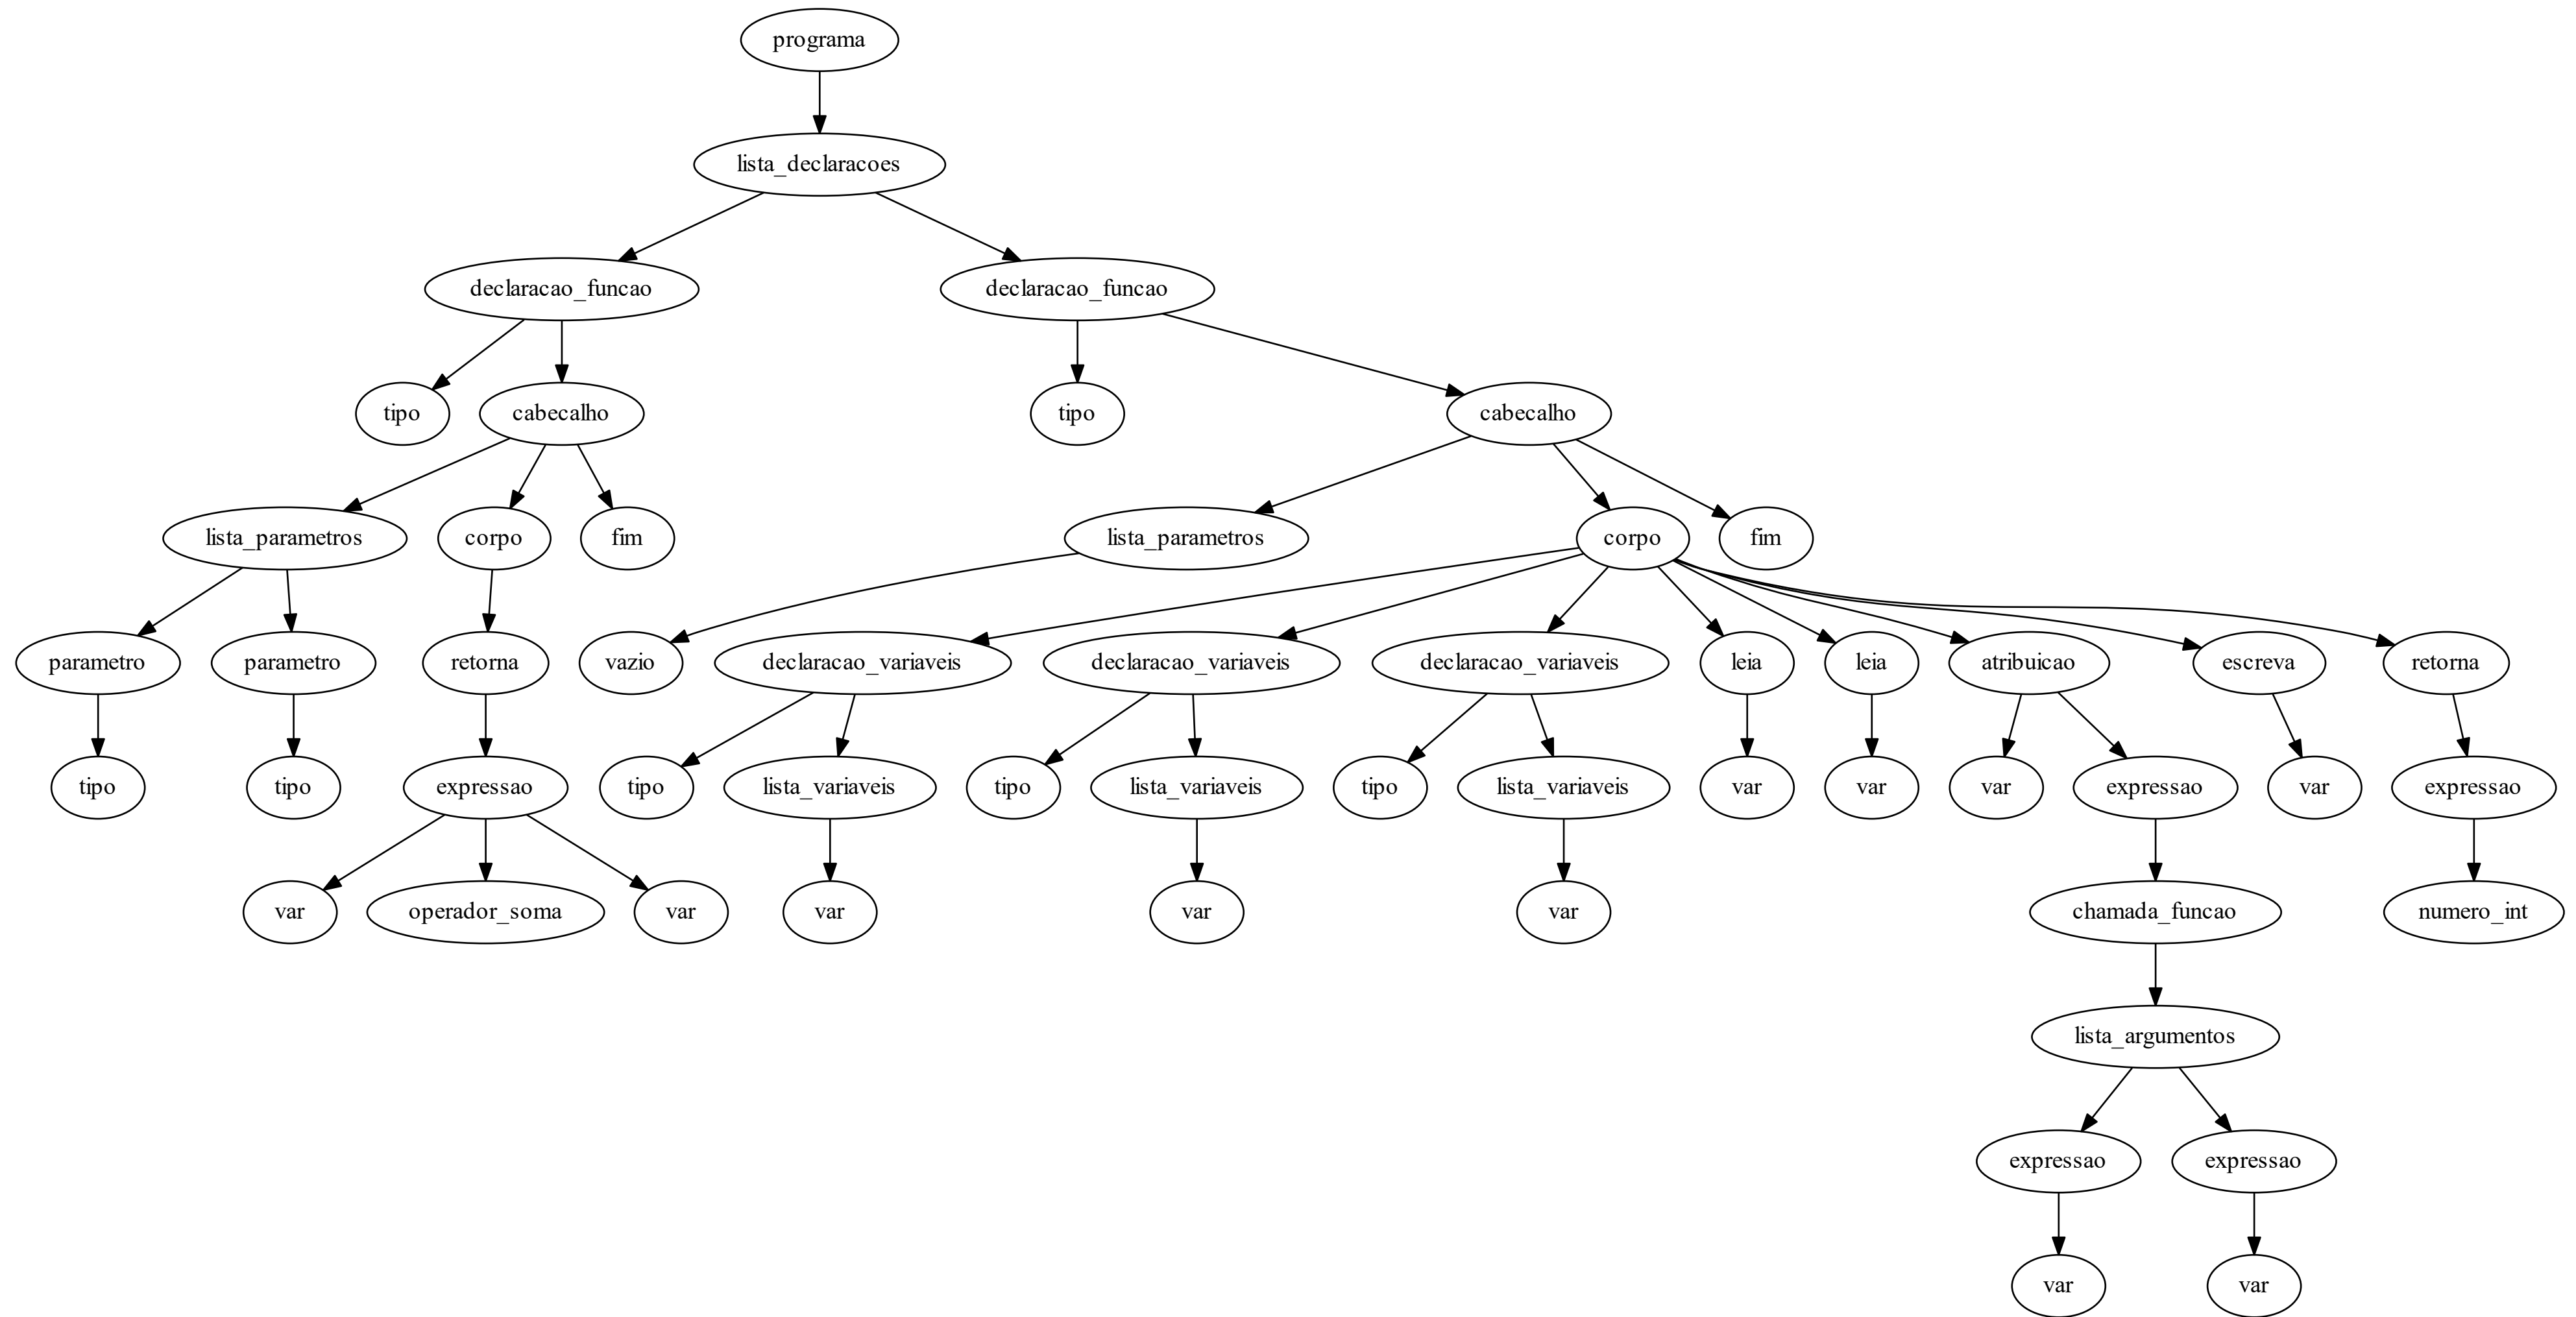 programa
lista_declaracoes
declaracao_funcao
declaracao_funcao
tipo
cabecalho
tipo
cabecalho
lista_parametros
corpo
fim
lista_parametros
corpo
fim
parametro
parametro
retorna
vazio
declaracao_variaveis
declaracao_variaveis
declaracao_variaveis
leia
leia
atribuicao
escreva
retorna
tipo
tipo
expressao
tipo
lista_variaveis
tipo
lista_variaveis
tipo
lista_variaveis
var
var
var
expressao
var
expressao
var
operador_soma
var
var
var
var
chamada_funcao
numero_int
lista_argumentos
expressao
expressao
var
var